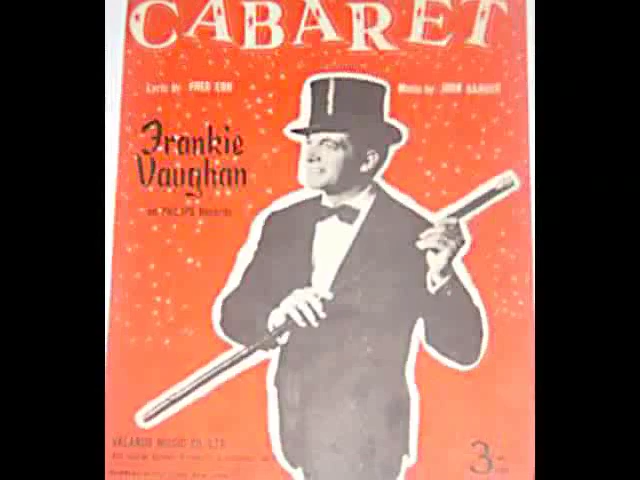 CABARET
Lyric by FRED EBB
Music by JOHN KANDER
Frankie
Vaughan
on PHILIPS Records
VALANDO MUSIC CO. LTD.
3